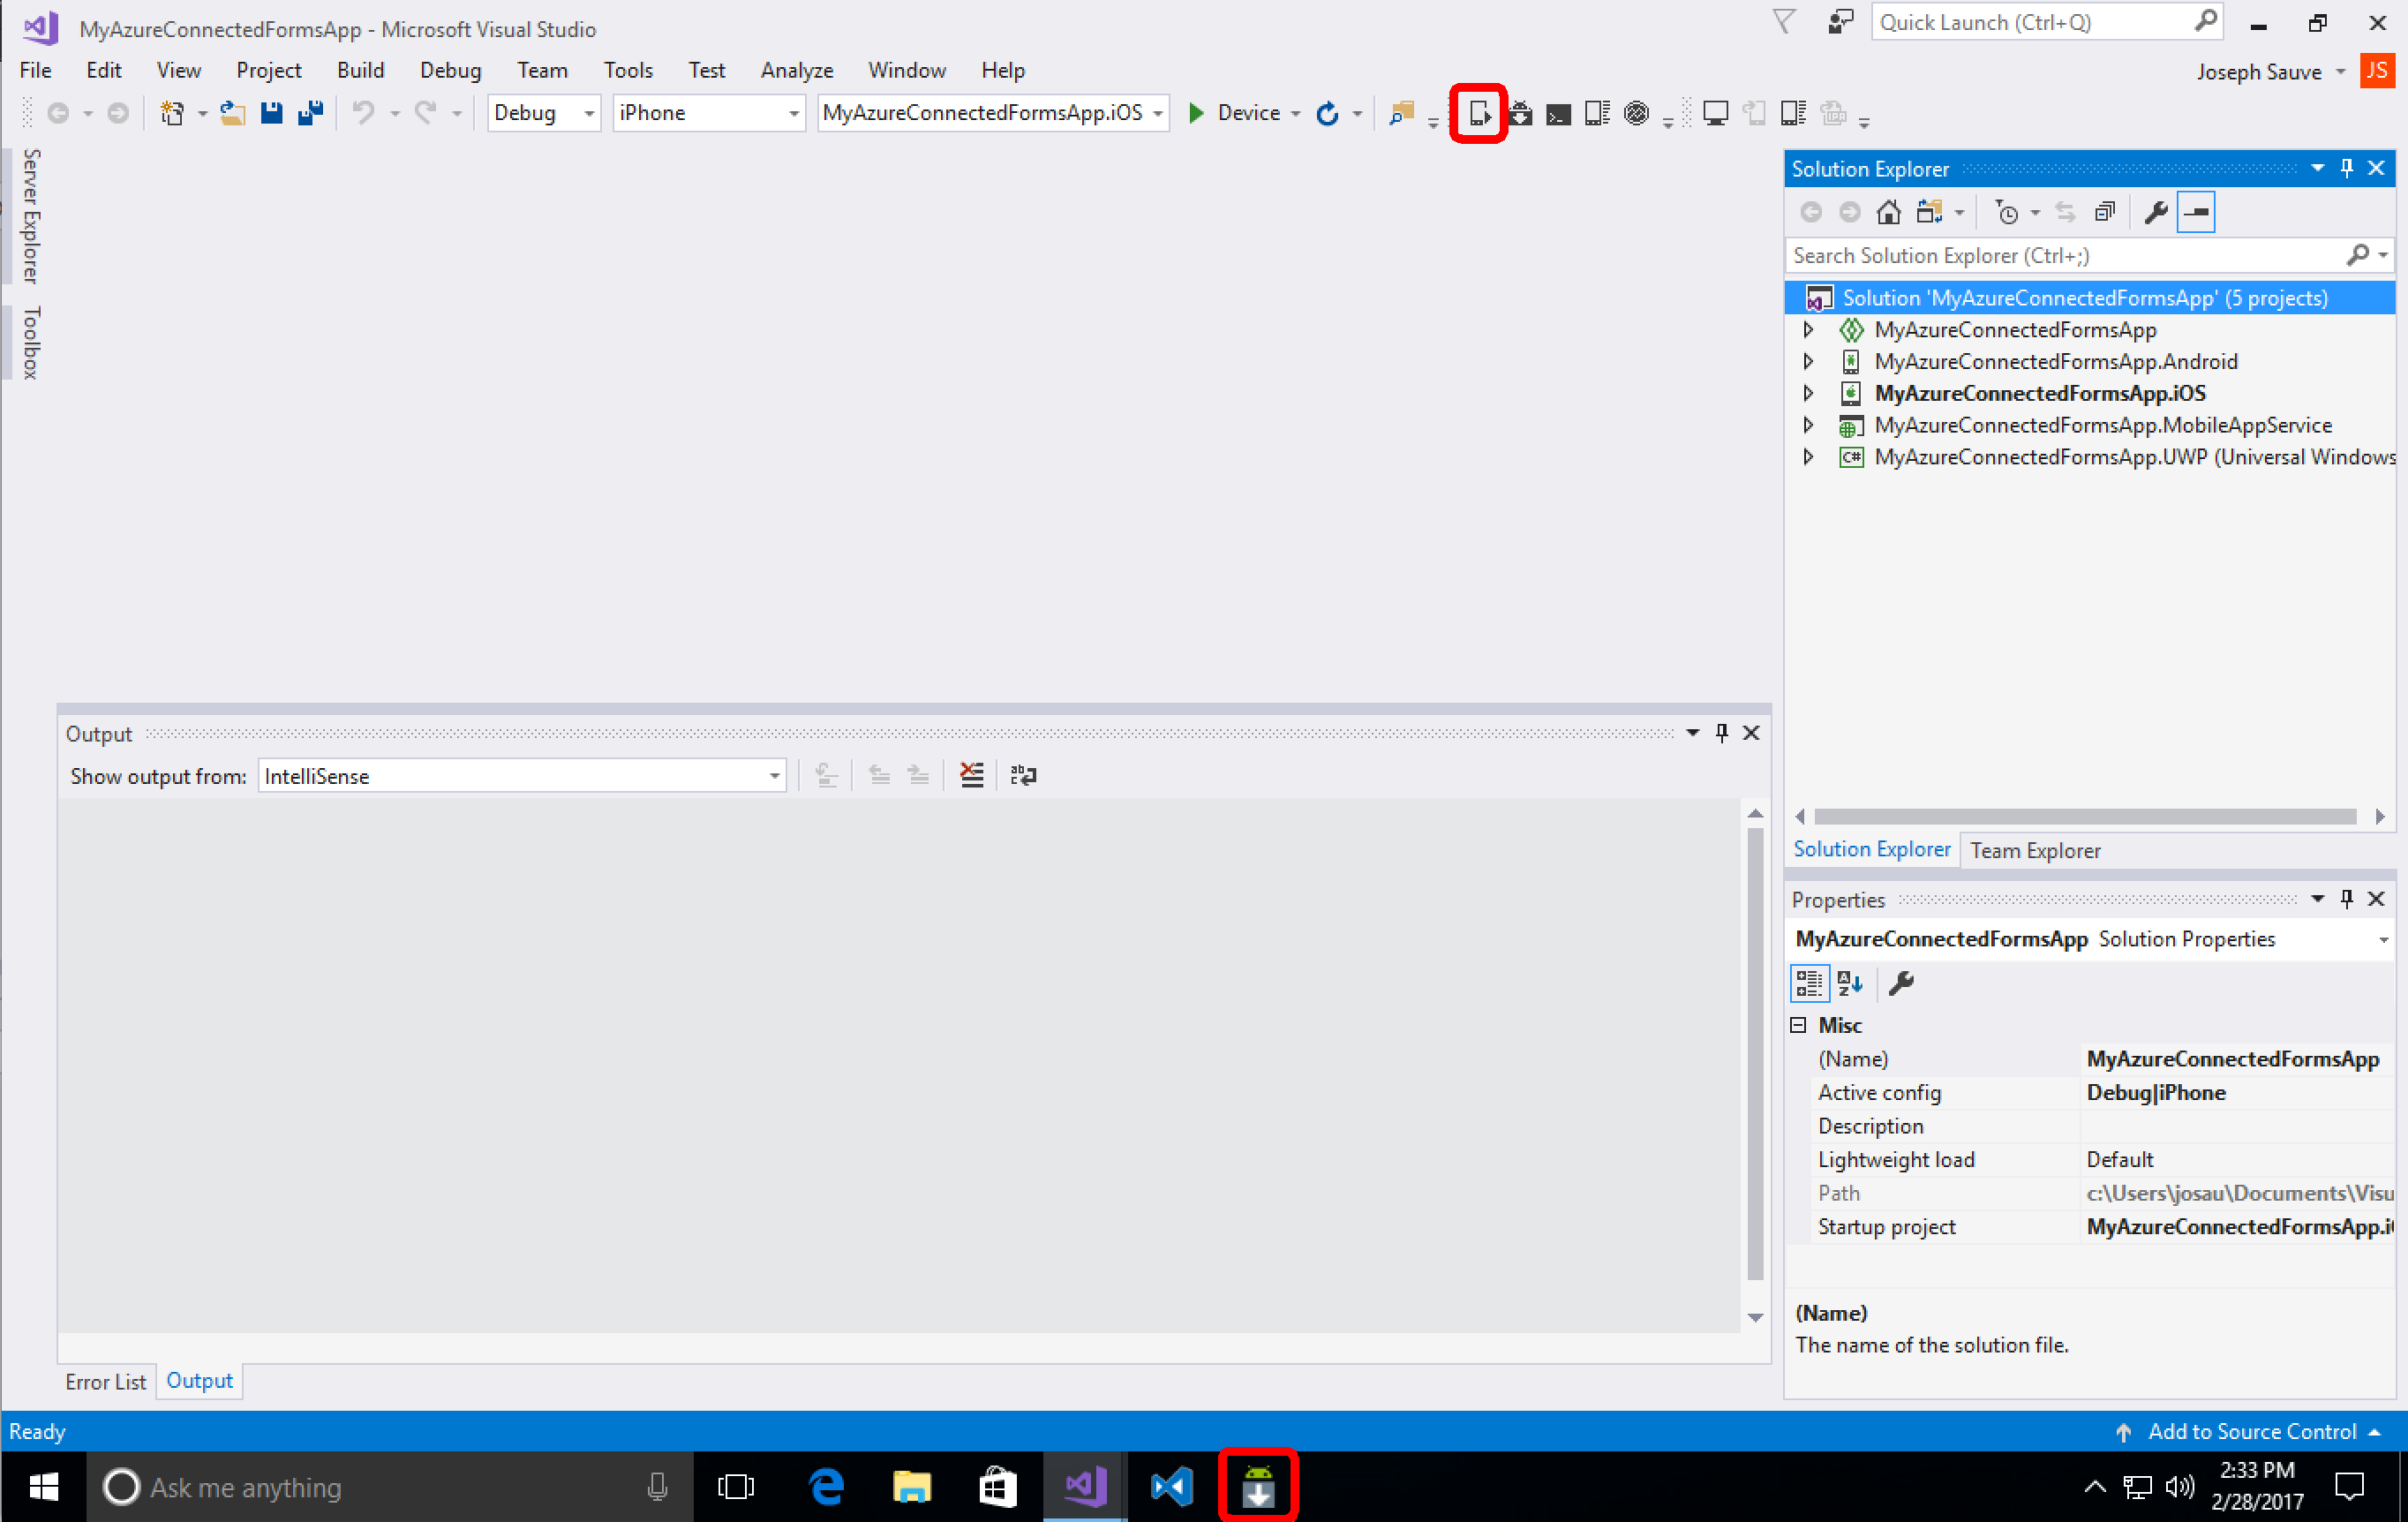 MyAzureConnectedFormsApp - Microsoft Visual Studio
Quick Launch (Ctrl+Q)
File Edit View Project Build Debug Team Tools Test Analyze Window Help
Joseph Sauve JS
Debug iPhone MyAzureConnectedFormsApp.iOS Device
Server Explorer
Toolbox
Solution Explorer
Search Solution Explorer (Ctrl+;)
Solution 'MyAzureConnectedFormsApp' (5 projects)
MyAzureConnectedFormsApp
MyAzureConnectedFormsApp.Android
MyAzureConnectedFormsApp.iOS
MyAzureConnectedFormsApp.MobileAppService
C# MyAzureConnectedFormsApp.UWP (Universal Windows
Solution Explorer Team Explorer
Output
Show output from: IntelliSense
Error List Output
Properties
MyAzureConnectedFormsApp Solution Properties
Misc
(Name) MyAzureConnectedFormsApp
Active config Debug|iPhone
Description
Lightweight load Default
Path c:\Users\josau\Documents\Visu
Startup project MyAzureConnectedFormsApp.i
(Name)
The name of the solution file.
Ready
Add to Source Control
Ask me anything
2:33 PM
2/28/2017